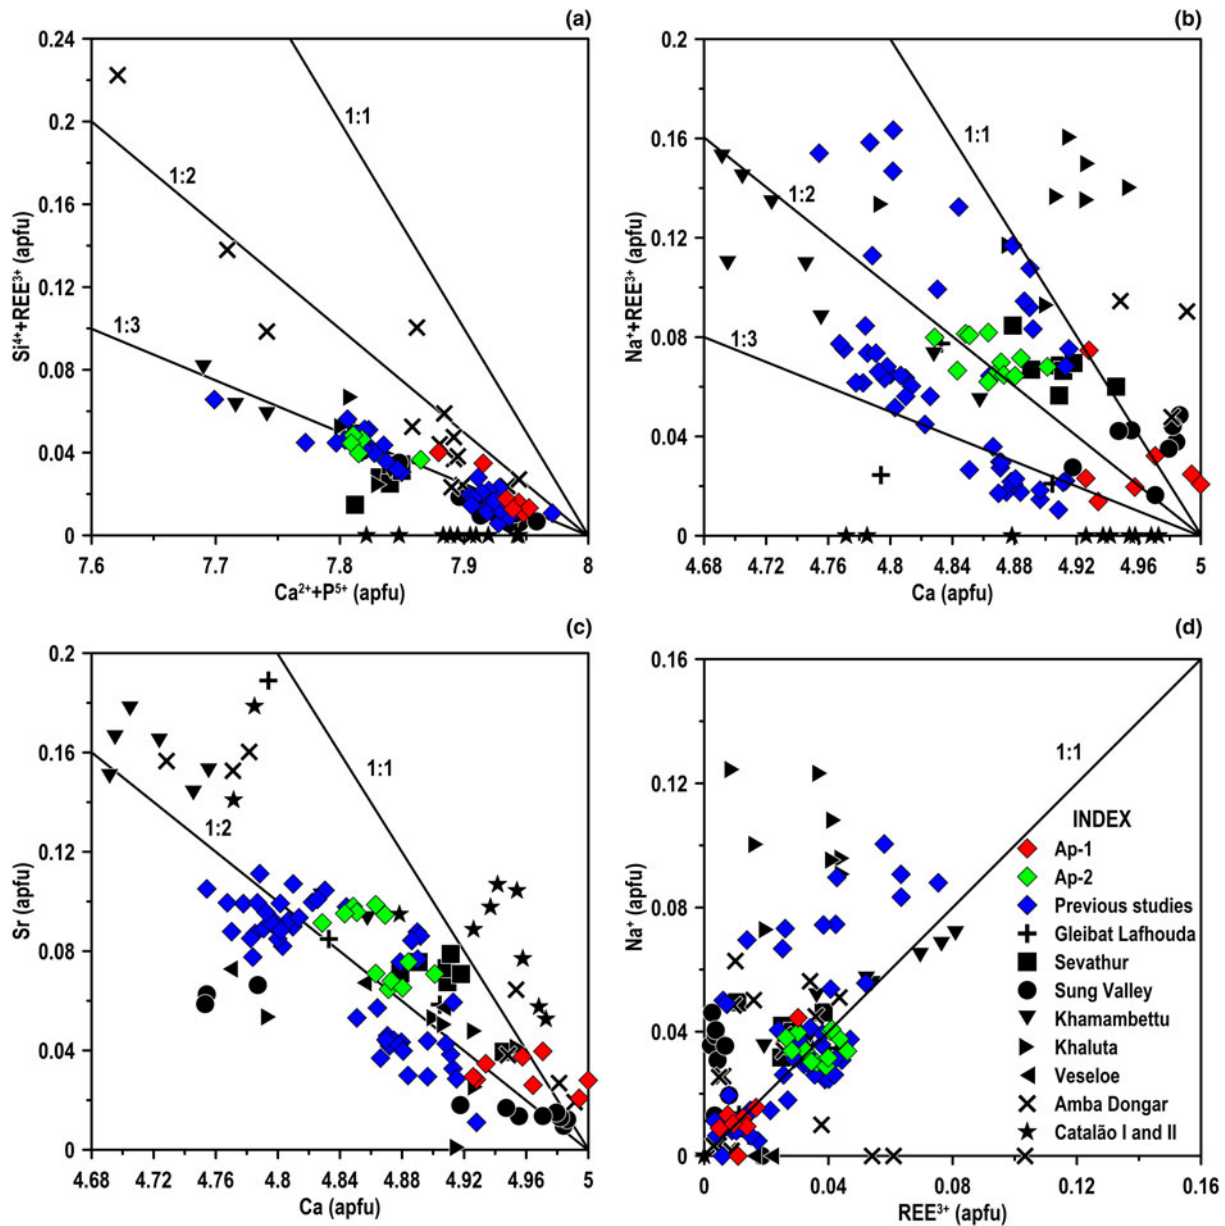 (a)
0.24
0.2
0.16
0.12
0.08
0.04
0
Si⁴⁺+REE³⁺ (apfu)
1:1
1:2
1:3
7.6
7.7
7.8
7.9
8
Ca²⁺+P⁵⁺ (apfu)
(b)
0.2
0.16
0.12
0.08
0.04
0
Na⁺+REE³⁺ (apfu)
1:1
1:2
1:3
4.68
4.72
4.76
4.8
4.84
4.88
4.92
4.96
5
Ca (apfu)
(c)
0.2
0.16
0.12
0.08
0.04
0
Sr (apfu)
1:1
1:2
4.68
4.72
4.76
4.8
4.84
4.88
4.92
4.96
5
Ca (apfu)
(d)
0.16
0.12
0.08
0.04
0
Na⁺ (apfu)
1:1
INDEX
Ap-1
Ap-2
Previous studies
Gleibat Lafhouda
Sevathur
Sung Valley
Khamambettu
Khaluta
Veseloe
Amba Dongar
Catalão I and II
0
0.04
0.08
0.12
0.16
REE³⁺ (apfu)